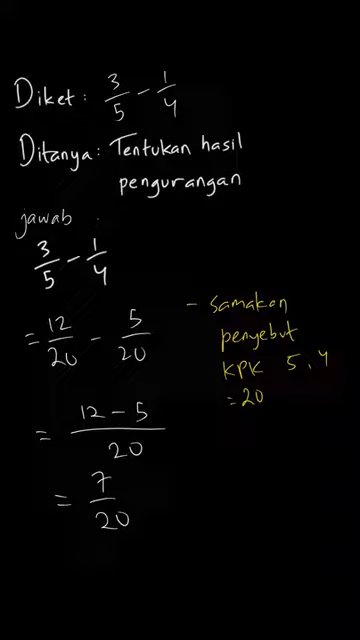 Diket : 3/5 - 1/4
Ditanya : Tentukan hasil
pengurangan
jawab
3/5 - 1/4
= 12/20 - 5/20
- samakan
penyebut
KPK 5, 4
= 20
= 12 - 5 / 20
= 7/20